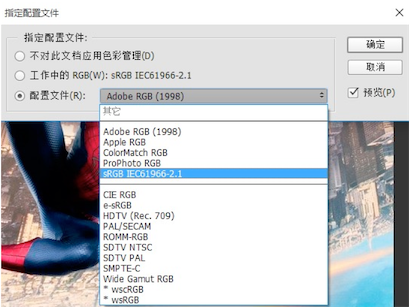 指定配置文件
指定配置文件:
不对此文档应用色彩管理(D)
工作中的 RGB(W): sRGB IEC61966-2.1
配置文件(R):
Adobe RGB (1998)
确定
取消
预览(P)
其它
Adobe RGB (1998)
Apple RGB
ColorMatch RGB
ProPhoto RGB
sRGB IEC61966-2.1
CIE RGB
e-sRGB
HDTV (Rec. 709)
PAL/SECAM
ROMM-RGB
SDTV NTSC
SDTV PAL
SMPTE-C
Wide Gamut RGB
* wscRGB
* wsRGB